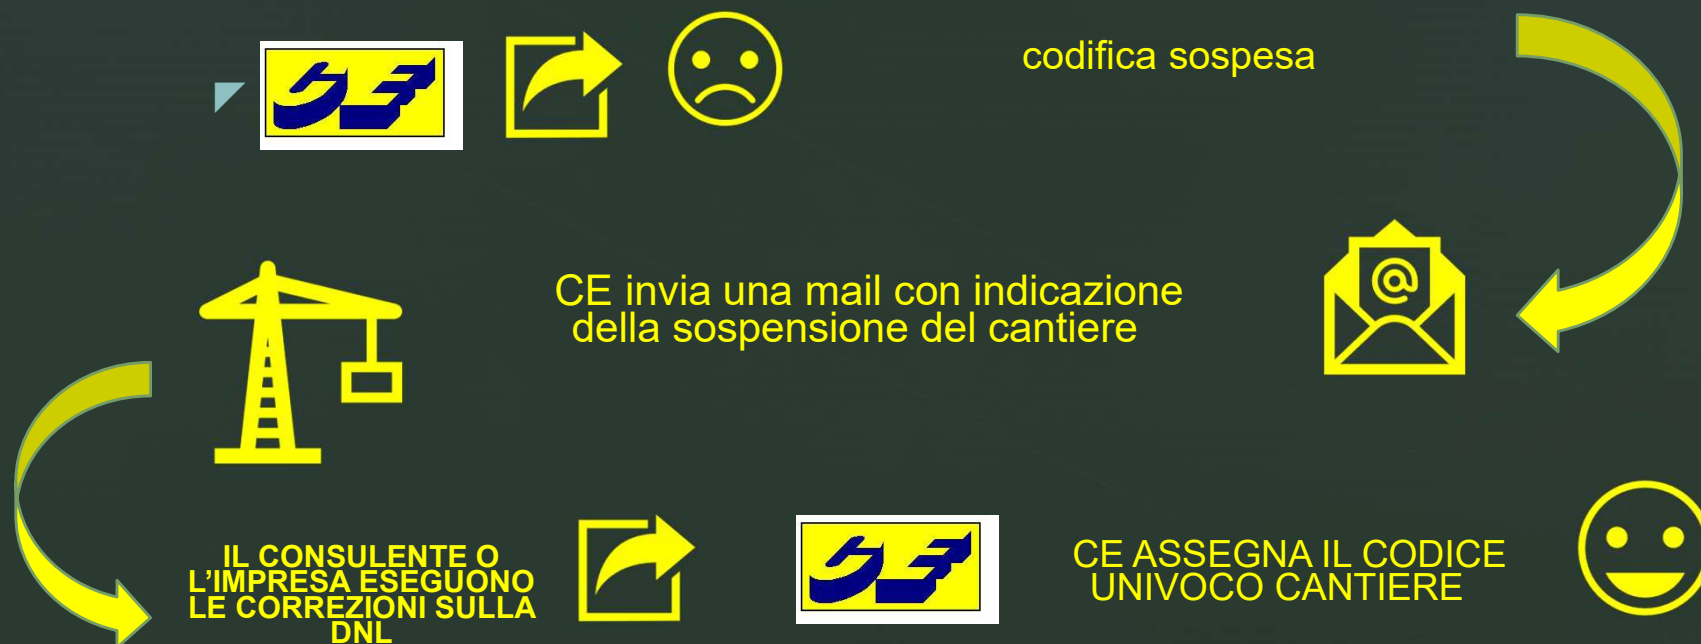 codifica sospesa
CE invia una mail con indicazione
della sospensione del cantiere
@
IL CONSULENTE O
L'IMPRESA ESEGUONO
LE CORREZIONI SULLA
DNL
CE ASSEGNA IL CODICE
UNIVOCO CANTIERE